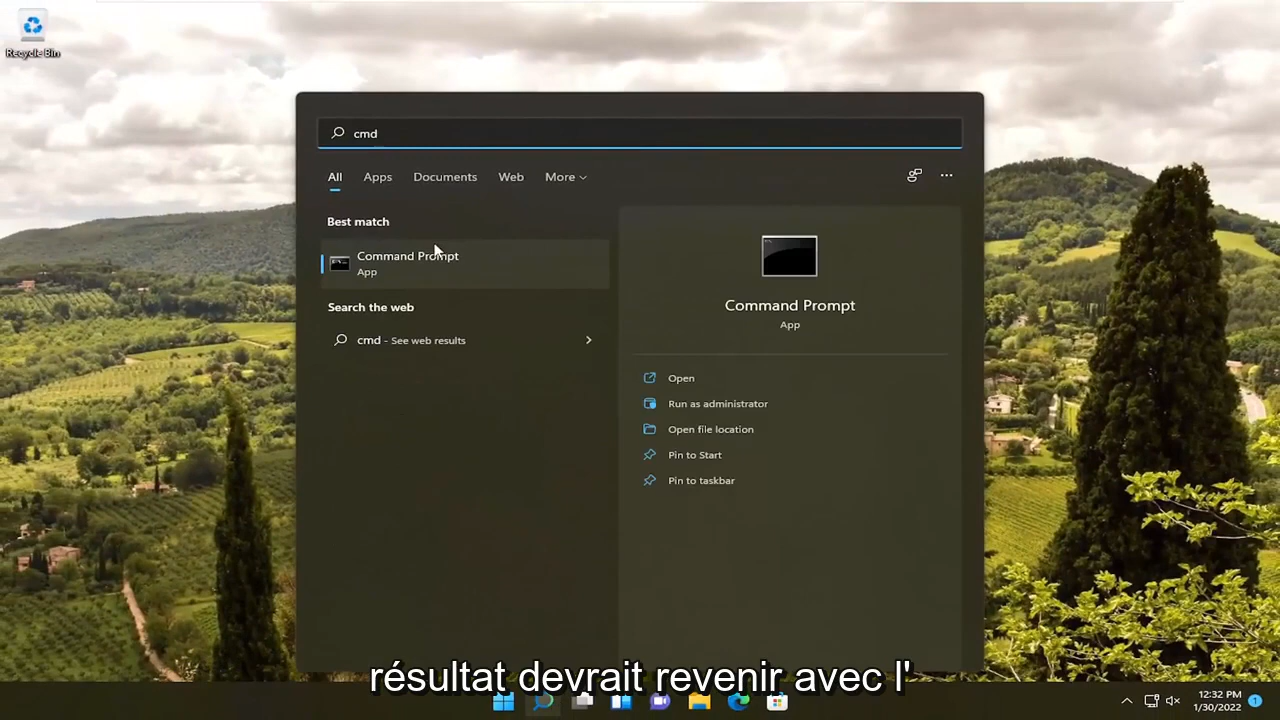 Recycle Bin
cmd
All Apps Documents Web More
Best match
Command Prompt
App
Search the web
cmd - See web results
Command Prompt
App
Open
Run as administrator
Open file location
Pin to Start
Pin to taskbar
résultat devrait revenir avec l'
12:32 PM
1/30/2022
1